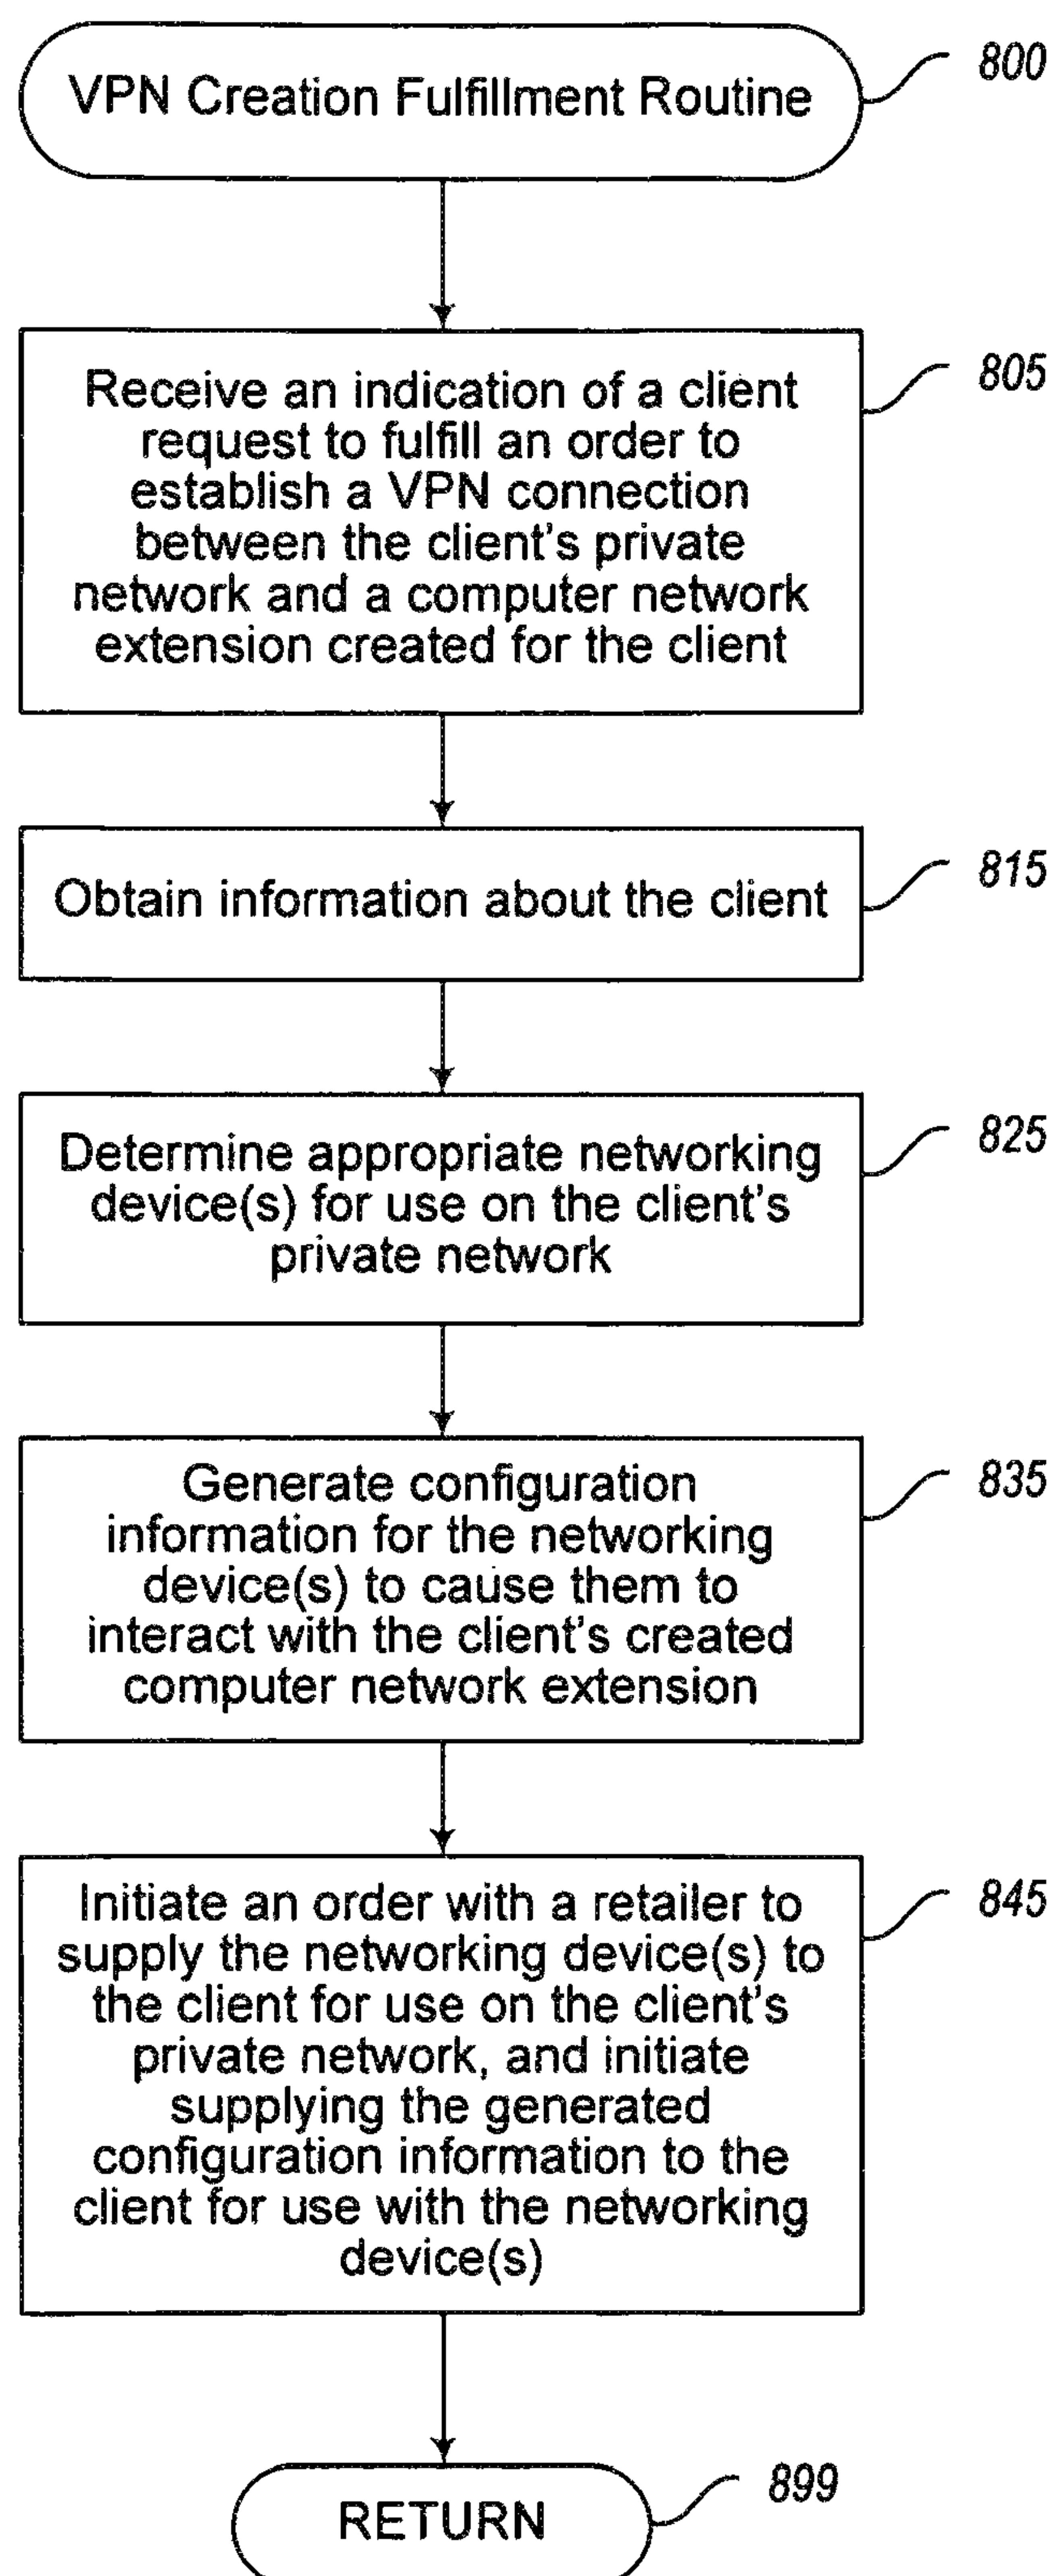 VPN Creation Fulfillment Routine
800
Receive an indication of a client
request to fulfill an order to
establish a VPN connection
between the client's private
network and a computer network
extension created for the client
805
Obtain information about the client
815
Determine appropriate networking
device(s) for use on the client's
private network
825
Generate configuration
information for the networking
device(s) to cause them to
interact with the client's created
computer network extension
835
Initiate an order with a retailer to
supply the networking device(s) to
the client for use on the client's
private network, and initiate
supplying the generated
configuration information to the
client for use with the networking
device(s)
845
RETURN
899